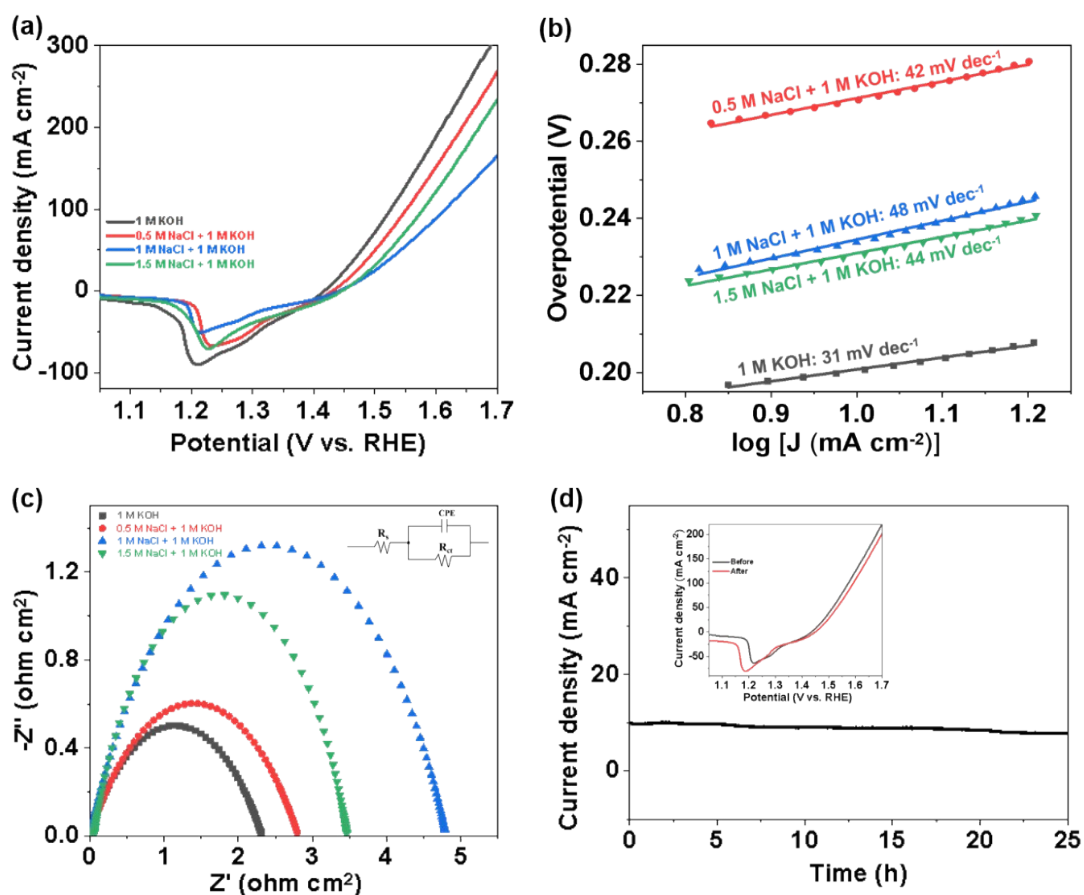 (a)
300
200
100
0
-100
Current density (mA cm⁻²)
1 M KOH
0.5 M NaCl + 1 M KOH
1M NaCl + 1 M KOH
1.5 M NaCl + 1 M KOH
1.1 1.2 1.3 1.4 1.5 1.6 1.7
Potential (V vs. RHE)
(b)
0.28
0.26
0.24
0.22
0.20
Overpotential (V)
0.5 M NaCl + 1 M KOH: 42 mV dec⁻¹
1 M NaCl + 1 M KOH: 48 mV dec⁻¹
1.5 M NaCl + 1 M KOH: 44 mV dec⁻¹
1 M KOH: 31 mV dec⁻¹
0.8 0.9 1.0 1.1 1.2
log [J (mA cm⁻²)]
(c)
1.2
0.8
0.4
0.0
-Z'' (ohm cm²)
1 M KOH
0.5 M NaCl + 1 M KOH
1 M NaCl + 1 M KOH
1.5 M NaCl + 1 M KOH
CPE
Rs
Rct
0 1 2 3 4 5
Z' (ohm cm²)
(d)
40
20
0
Current density (mA cm⁻²)
200
150
100
50
0
-50
Current density (mA cm⁻²)
Before
After
1.1 1.2 1.3 1.4 1.5 1.6 1.7
Potential (V vs. RHE)
0 5 10 15 20 25
Time (h)